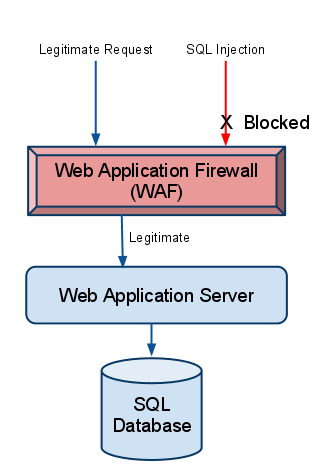 Legitimate Request
SQL Injection
X Blocked
Web Application Firewall
(WAF)
Legitimate
Web Application Server
SQL
Database